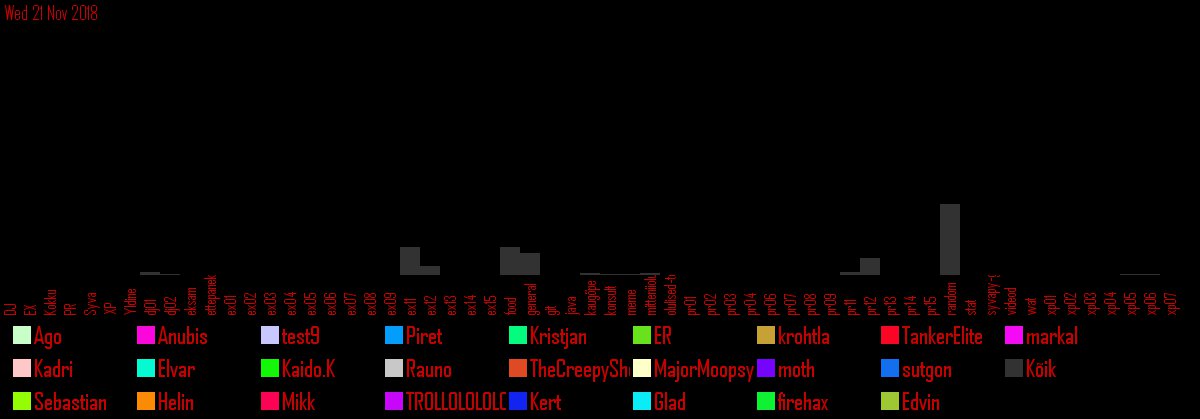 Wed 21 Nov 2018
DJ EX Kokku PR Syva XP Yldine dj01 dj02 eksam ettepanek ex01 ex02 ex03 ex04 ex05 ex06 ex07 ex08 ex09 ex11 ex12 ex13 ex14 ex15 general git java kaugõpe konsult meme pr01 pr02 pr03 pr04 pr06 pr07 pr08 pr09 pr11 pr12 pr13 pr14 pr15 random stat videod wat xp01 xp02 xp03 xp04 xp05 xp06 xp07
Ago Anubis test9 Piret Kristjan ER krohtla TankerElite markal
Kadri Elvar Kaido.K Rauno TheCreepySh MajorMoopsy moth sutgon Kõik
Sebastian Helin Mikk TROLLOLOLOLO Kert Glad firehax Edvin